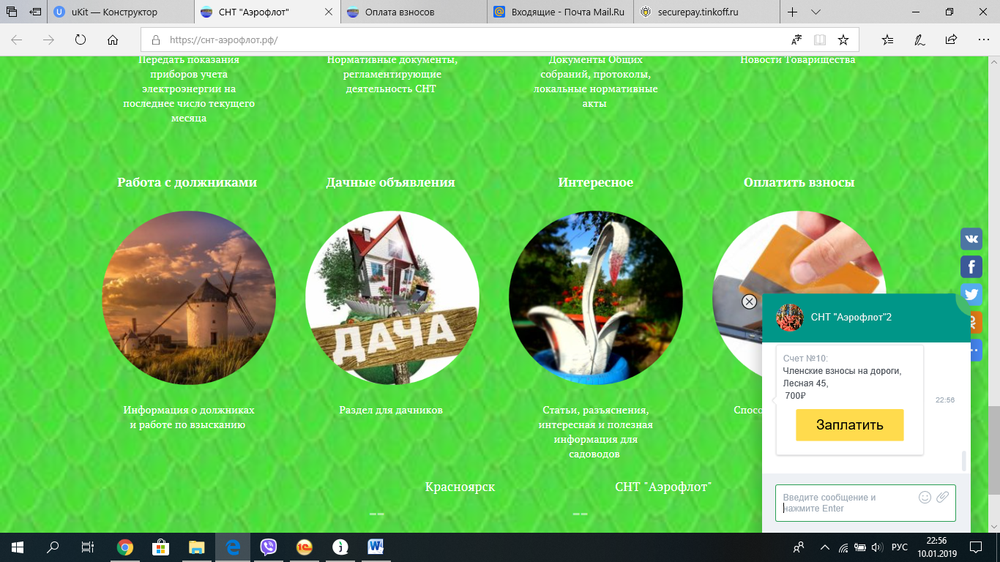 uKit — Конструктор
СНТ "Аэрофлот"
Оплата взносов
Входящие - Почта Mail.Ru
securepay.tinkoff.ru
https://снт-аэрофлот.рф/
Передать показания
приборов учета
электроэнергии на
последнее число текущего
месяца
Нормативные документы,
регламентирующие
деятельность СНТ
Документы Общих
собраний, протоколы,
локальные нормативные
акты
Новости Товарищества
Работа с должниками
Дачные объявления
Интересное
Оплатить взносы
ДАЧА
Информация о должниках
и работе по взысканию
Раздел для дачников
Статьи, разъяснения,
интересная и полезная
информация для
садоводов
Спосо
СНТ "Аэрофлот"2
Счет №10:
Членские взносы на дороги,
Лесная 45,
700₽
22:56
Заплатить
Введите сообщение и
нажмите Enter
Красноярск
СНТ "Аэрофлот"
РУС
22:56
10.01.2019